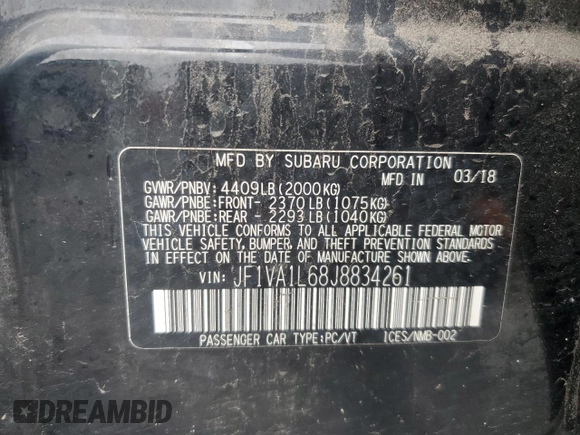 MFD BY SUBARU CORPORATION
MFD IN 03/18
GVWR/PNBV: 4409LB(2000KG)
GAWR/PNBE:FRONT- 2370LB(1075KG)
GAWR/PNBE:REAR - 2293LB(1040KG)
THIS VEHICLE CONFORMS TO ALL APPLICABLE FEDERAL MOTOR
VEHICLE SAFETY, BUMPER, AND THEFT PREVENTION STANDARDS
IN EFFECT ON THE DATE OF MANUFACTURE SHOWN ABOVE.
VIN: JF1VA1L68J8834261
PASSENGER CAR TYPE:PC/VT ICES/NMB-002
DREAMBID